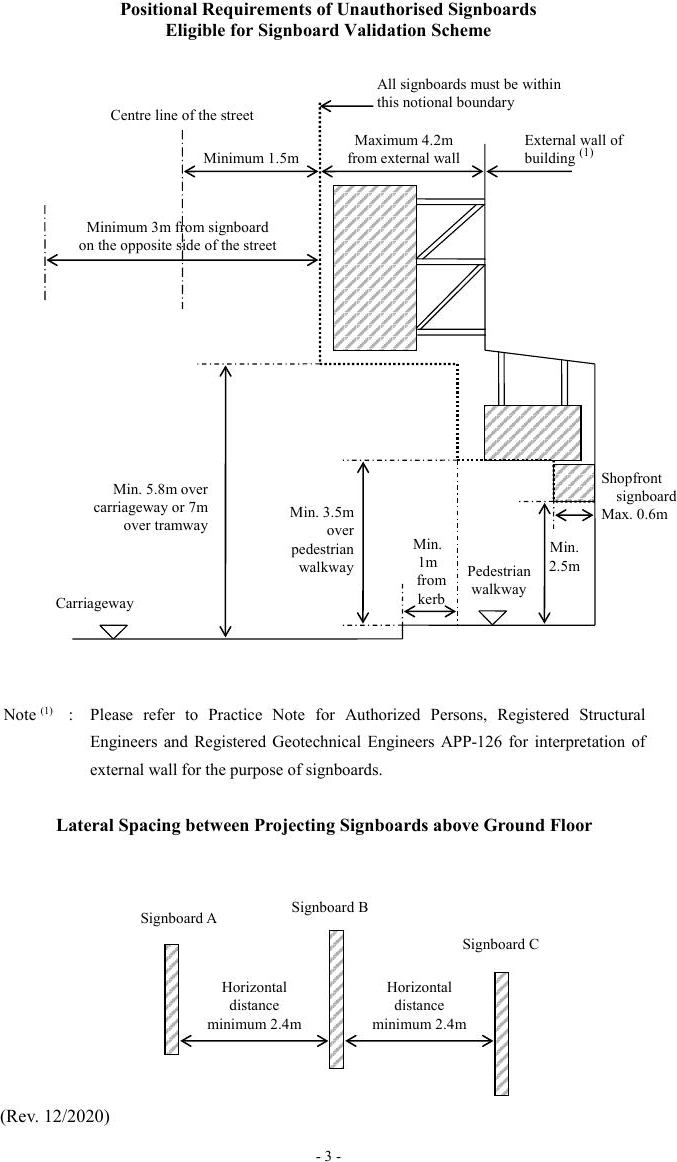 Positional Requirements of Unauthorised Signboards
Eligible for Signboard Validation Scheme
All signboards must be within
this notional boundary
Centre line of the street
Maximum 4.2m
from external wall
External wall of
building (1)
Minimum 1.5m
Minimum 3m from signboard
on the opposite side of the street
Min. 5.8m over
carriageway or 7m
over tramway
Min. 3.5m
over
pedestrian
walkway
Min.
1m
from
kerb
Pedestrian
walkway
Min.
2.5m
Shopfront
signboard
Max. 0.6m
Carriageway
Note (1) : Please refer to Practice Note for Authorized Persons, Registered Structural
Engineers and Registered Geotechnical Engineers APP-126 for interpretation of
external wall for the purpose of signboards.
Lateral Spacing between Projecting Signboards above Ground Floor
Signboard A
Signboard B
Signboard C
Horizontal
distance
minimum 2.4m
Horizontal
distance
minimum 2.4m
(Rev. 12/2020)
- 3 -